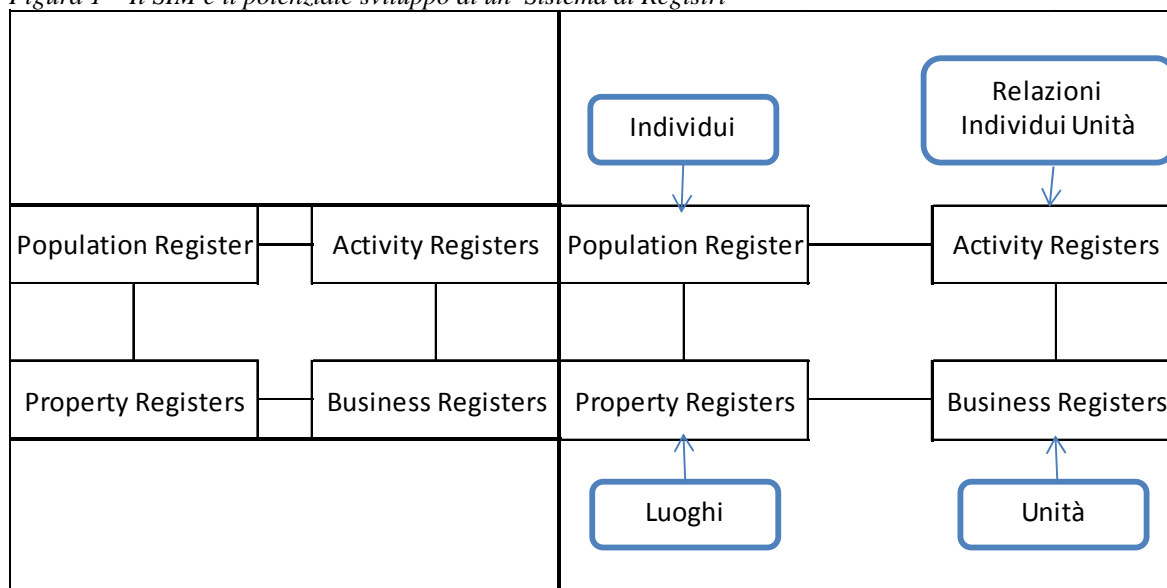 Figura 1 – Il SIM e il potenziale sviluppo di un Sistema di Registri
Individui
Relazioni
Individui Unità
Population Register
Activity Registers
Population Register
Activity Registers
Property Registers
Business Registers
Property Registers
Business Registers
Luoghi
Unità